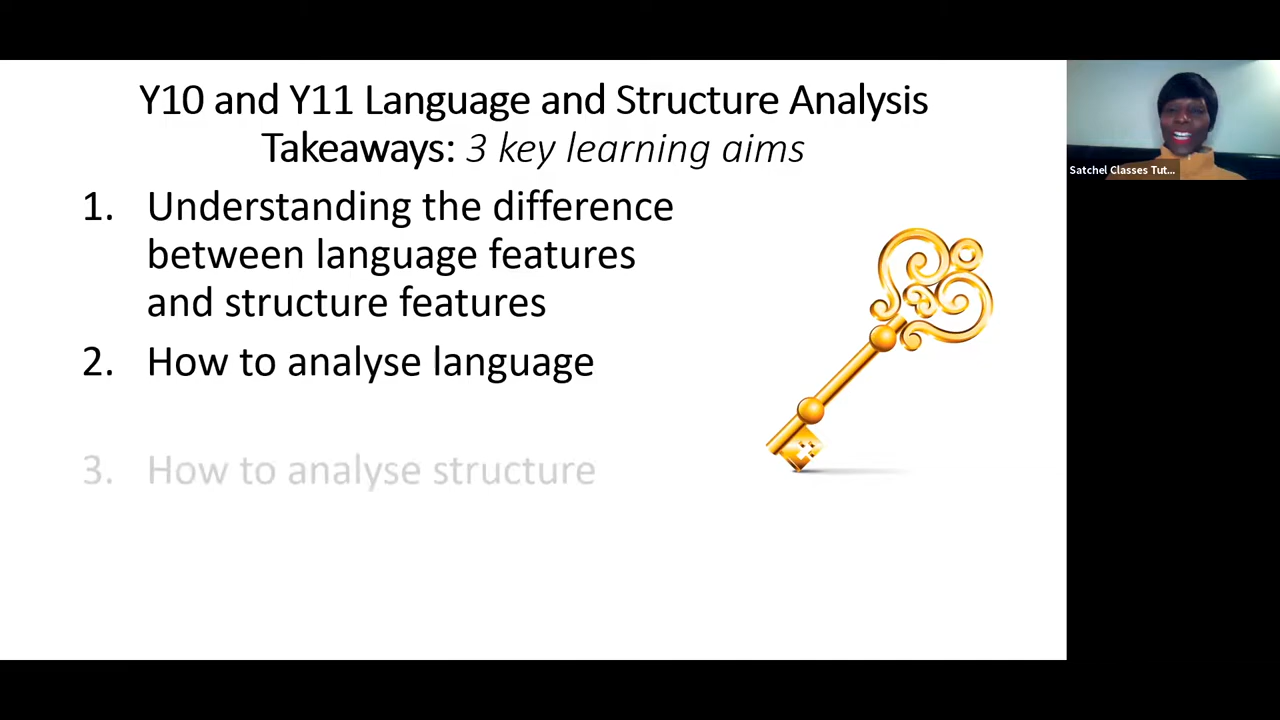 Y10 and Y11 Language and Structure Analysis
Takeaways: 3 key learning aims
1. Understanding the difference
between language features
and structure features
2. How to analyse language
3. How to analyse structure
Satchel Classes Tut...